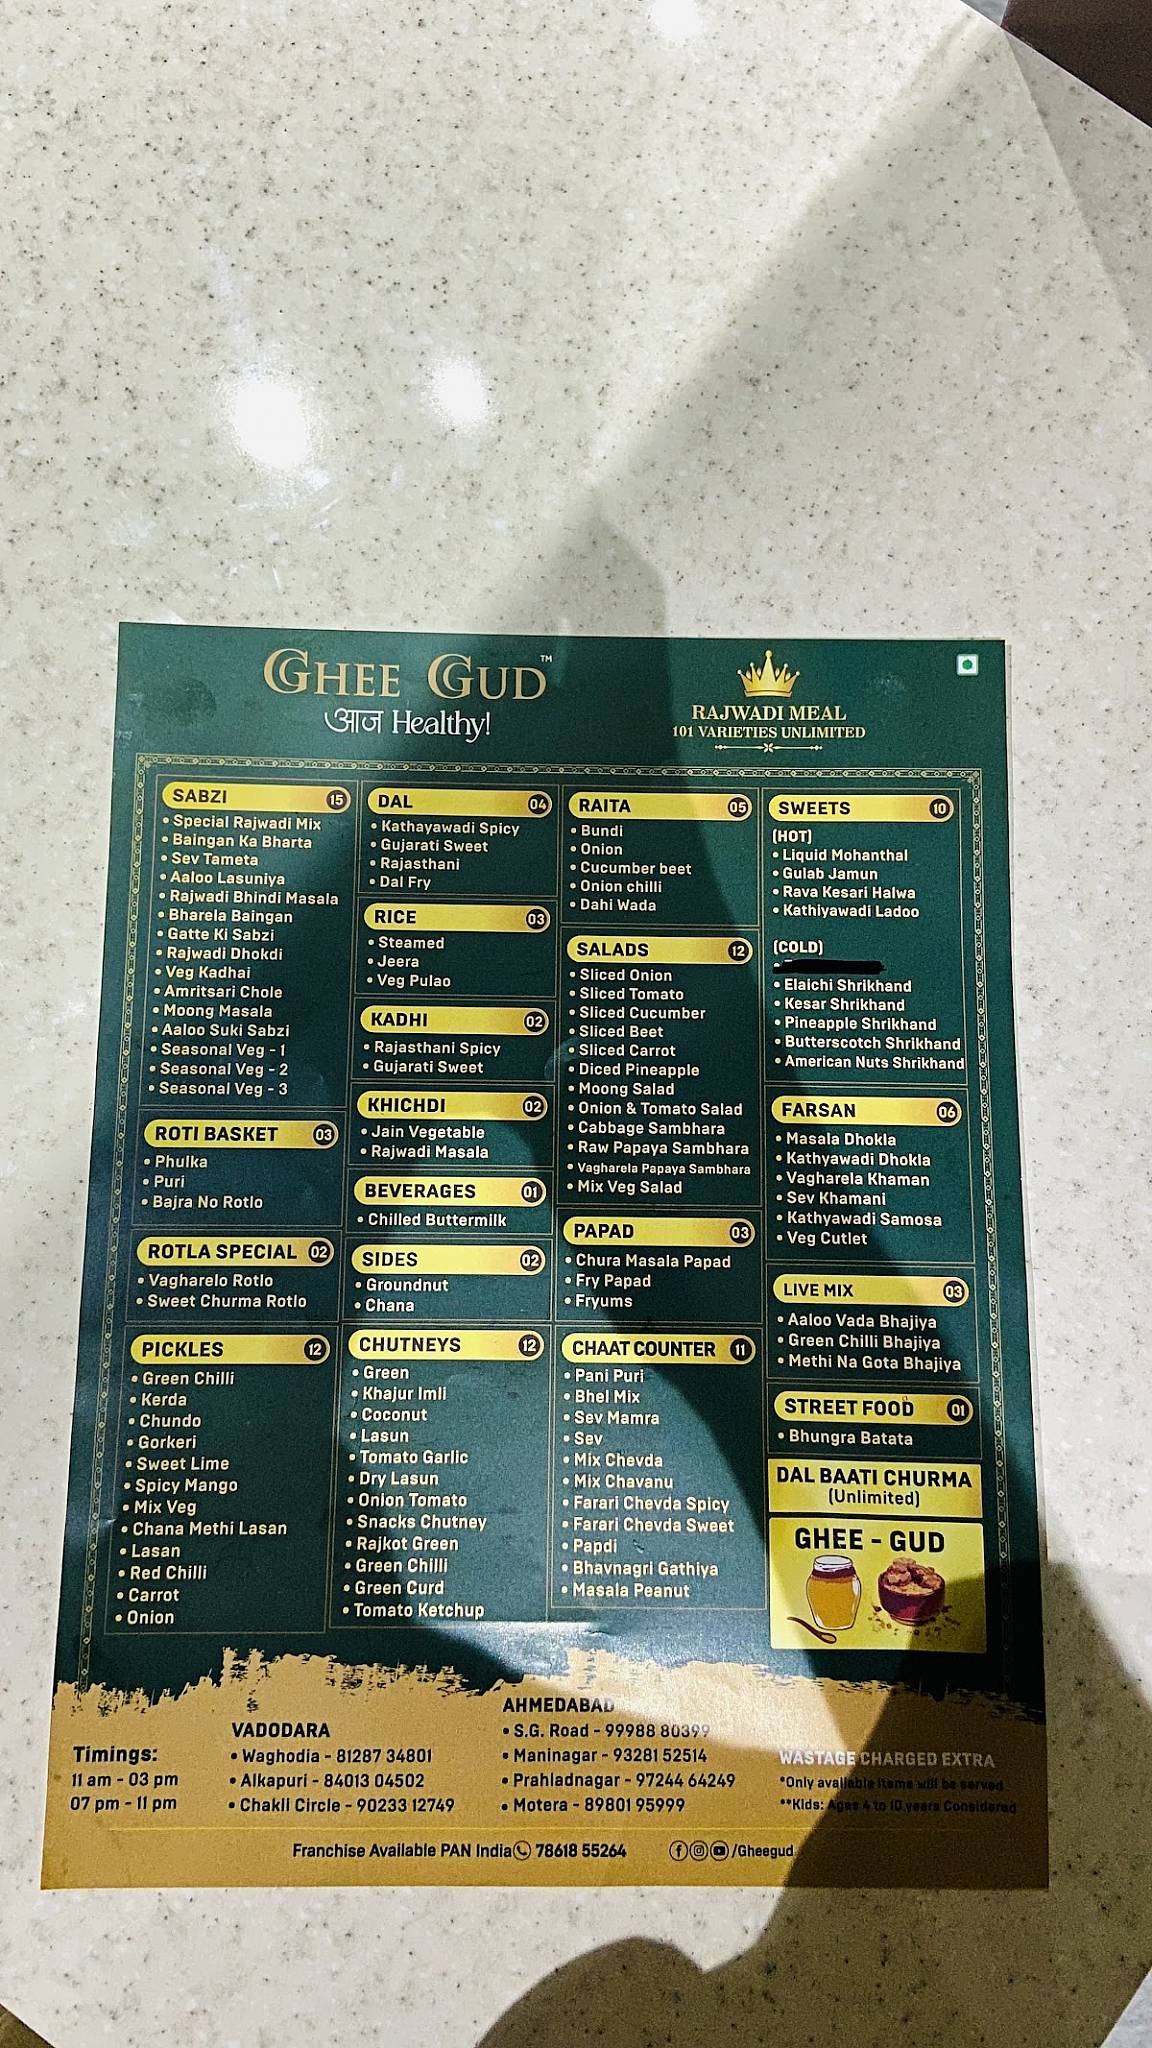 GHEE GUD™
आज Healthy!
RAJWADI MEAL
101 VARIETIES UNLIMITED
SABZI 15
• Special Rajwadi Mix
• Baingan Ka Bharta
• Sev Tameta
• Aaloo Lasuniya
• Rajwadi Bhindi Masala
• Bharela Baingan
• Gatte Ki Sabzi
• Rajwadi Dhokdi
• Veg Kadhai
• Amritsari Chole
• Moong Masala
• Aaloo Suki Sabzi
• Seasonal Veg - 1
• Seasonal Veg - 2
• Seasonal Veg - 3
ROTI BASKET 03
• Phulka
• Puri
• Bajra No Rotlo
ROTLA SPECIAL 02
• Vagharelo Rotlo
• Sweet Churma Rotlo
PICKLES 12
• Green Chilli
• Kerda
• Chundo
• Gorkeri
• Sweet Lime
• Spicy Mango
• Mix Veg
• Chana Methi Lasan
• Lasan
• Red Chilli
• Carrot
• Onion
DAL 04
• Kathayawadi Spicy
• Gujarati Sweet
• Rajasthani
• Dal Fry
RICE 03
• Steamed
• Jeera
• Veg Pulao
KADHI 02
• Rajasthani Spicy
• Gujarati Sweet
KHICHDI 02
• Jain Vegetable
• Rajwadi Masala
BEVERAGES 01
• Chilled Buttermilk
SIDES 02
• Groundnut
• Chana
CHUTNEYS 12
• Green
• Khajur Imli
• Coconut
• Lasun
• Tomato Garlic
• Dry Lasun
• Onion Tomato
• Snacks Chutney
• Rajkot Green
• Green Chilli
• Green Curd
• Tomato Ketchup
RAITA 05
• Bundi
• Onion
• Cucumber beet
• Onion chilli
• Dahi Wada
SALADS 12
• Sliced Onion
• Sliced Tomato
• Sliced Cucumber
• Sliced Beet
• Sliced Carrot
• Diced Pineapple
• Moong Salad
• Onion & Tomato Salad
• Cabbage Sambhara
• Raw Papaya Sambhara
• Vagharela Papaya Sambhara
• Mix Veg Salad
PAPAD 03
• Chura Masala Papad
• Fry Papad
• Fryums
CHAAT COUNTER 11
• Pani Puri
• Bhel Mix
• Sev Mamra
• Sev
• Mix Chevda
• Mix Chavanu
• Farari Chevda Spicy
• Farari Chevda Sweet
• Papdi
• Bhavnagri Gathiya
• Masala Peanut
SWEETS 10
(HOT)
• Liquid Mohanthal
• Gulab Jamun
• Rava Kesari Halwa
• Kathiyawadi Ladoo
(COLD)
• Elaichi Shrikhand
• Kesar Shrikhand
• Pineapple Shrikhand
• Butterscotch Shrikhand
• American Nuts Shrikhand
FARSAN 06
• Masala Dhokla
• Kathyawadi Dhokla
• Vagharela Khaman
• Sev Khamani
• Kathyawadi Samosa
• Veg Cutlet
LIVE MIX 03
• Aaloo Vada Bhajiya
• Green Chilli Bhajiya
• Methi Na Gota Bhajiya
STREET FOOD 01
• Bhungra Batata
DAL BAATI CHURMA
(Unlimited)
GHEE - GUD
Timings:
11 am - 03 pm
07 pm - 11 pm
VADODARA
• Waghodia - 81287 34801
• Alkapuri - 84013 04502
• Chakli Circle - 90233 12749
AHMEDABAD
• S.G. Road - 99988 80399
• Maninagar - 93281 52514
• Prahladnagar - 97244 64249
• Motera - 89801 95999
WASTAGE CHARGED EXTRA
*Only available items will be served
**Kids: Ages 4 to 10 years Considered
Franchise Available PAN India 78618 55264
/Gheegud